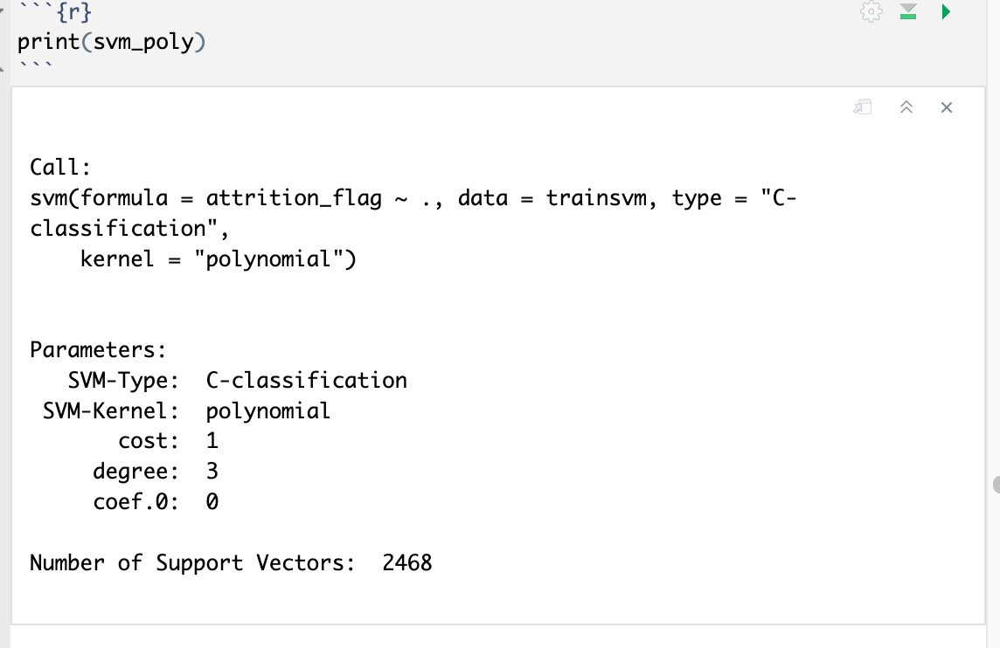 ```{r}
print(svm_poly)
```
Call:
svm(formula = attrition_flag ~ ., data = trainsvm, type = "C-
classification",
    kernel = "polynomial")
Parameters:
   SVM-Type:  C-classification
 SVM-Kernel:  polynomial
       cost:  1
     degree:  3
     coef.0:  0
Number of Support Vectors:  2468